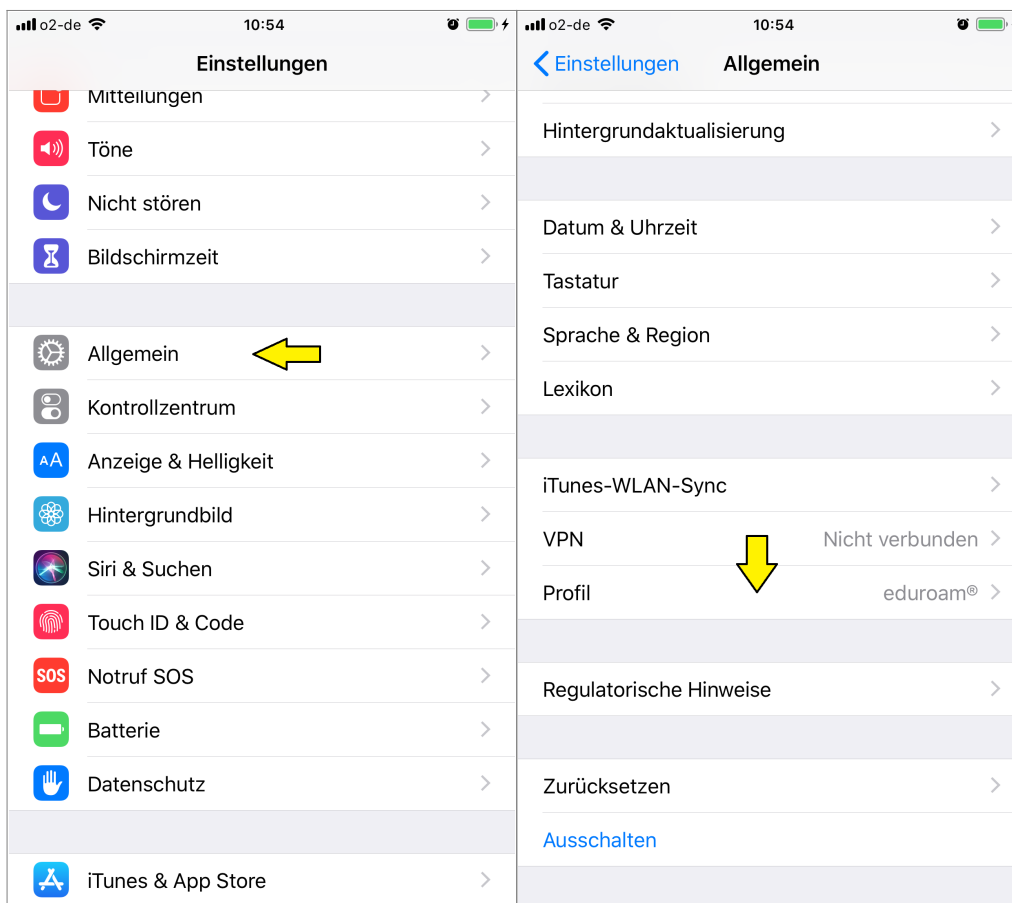 o2-de 10:54
Einstellungen
Mitteilungen
Töne
Nicht stören
Bildschirmzeit
Allgemein
Kontrollzentrum
AA Anzeige & Helligkeit
Hintergrundbild
Siri & Suchen
Touch ID & Code
SOS Notruf SOS
Batterie
Datenschutz
iTunes & App Store
o2-de 10:54
Einstellungen Allgemein
Hintergrundaktualisierung
Datum & Uhrzeit
Tastatur
Sprache & Region
Lexikon
iTunes-WLAN-Sync
VPN Nicht verbunden
Profil eduroam®
Regulatorische Hinweise
Zurücksetzen
Ausschalten